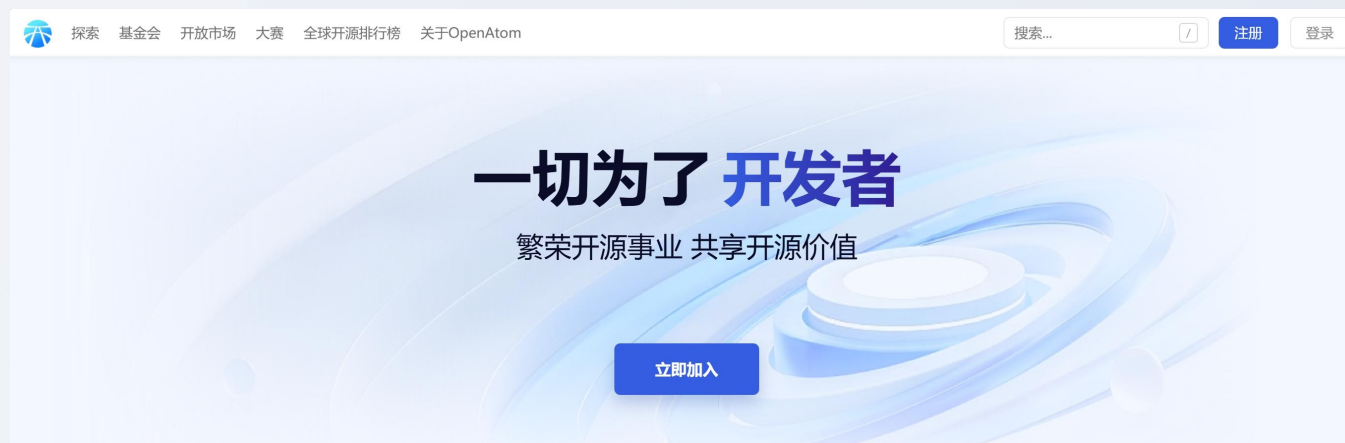 探索 基金会 开放市场 大赛 全球开源排行榜 关于OpenAtom 搜索... / 注册 登录
一切为了 开发者
繁荣开源事业 共享开源价值
立即加入